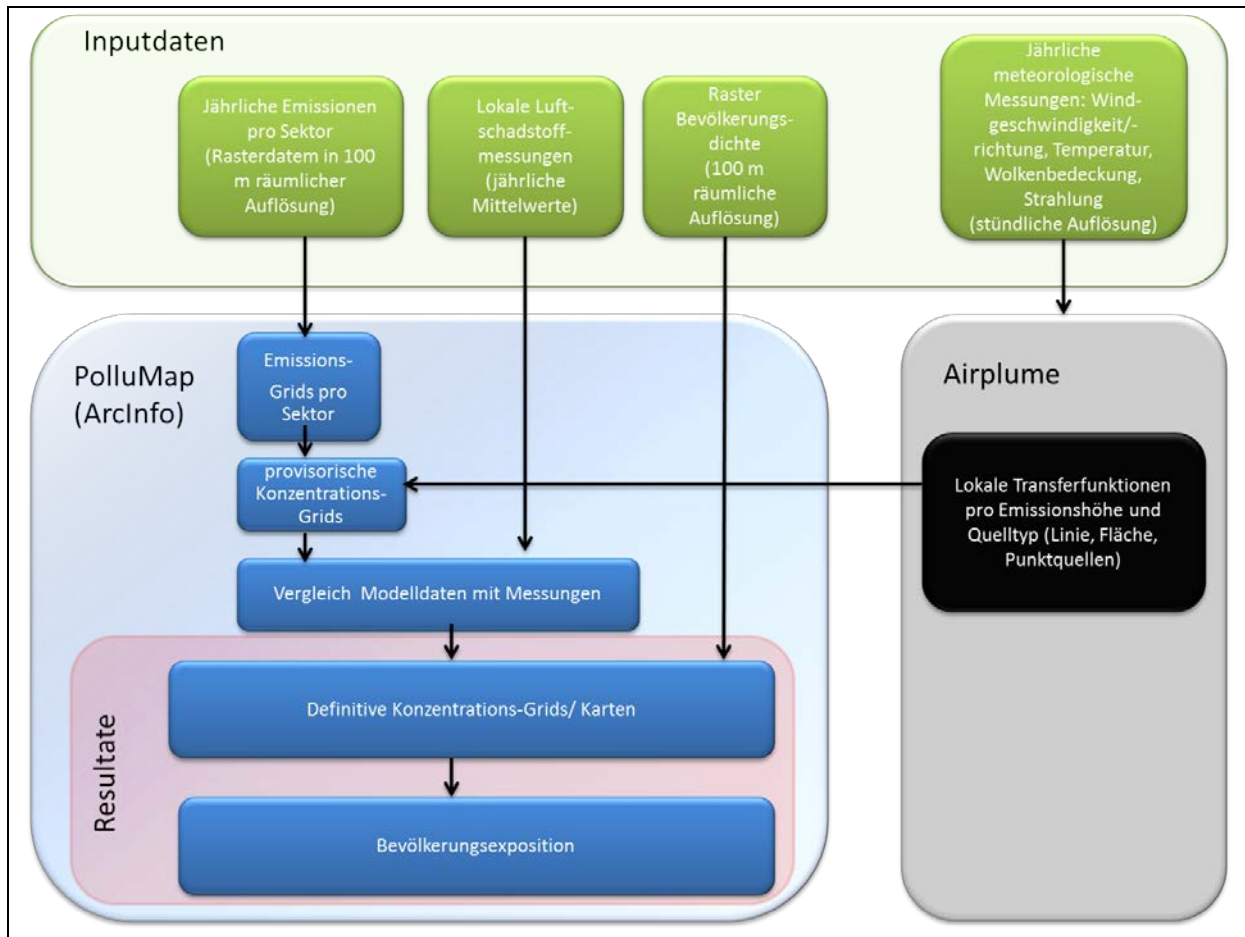 Inputdaten
Jährliche Emissionen
pro Sektor
(Rasterdatem in 100
m räumlicher
Auflösung)
Lokale Luft-
schadstoff-
messungen
(jährliche
Mittelwerte)
Raster
Bevölkerungs-
dichte
(100 m
räumliche
Auflösung)
Jährliche
meteorologische
Messungen: Wind-
geschwindigkeit/-
richtung, Temperatur,
Wolkenbedeckung,
Strahlung
(stündliche Auflösung)
PolluMap
(ArcInfo)
Emissions-
Grids pro
Sektor
provisorische
Konzentrations-
Grids
Vergleich Modelldaten mit Messungen
Resultate
Definitive Konzentrations-Grids/ Karten
Bevölkerungsexposition
Airplume
Lokale Transferfunktionen
pro Emissionshöhe und
Quelltyp (Linie, Fläche,
Punktquellen)